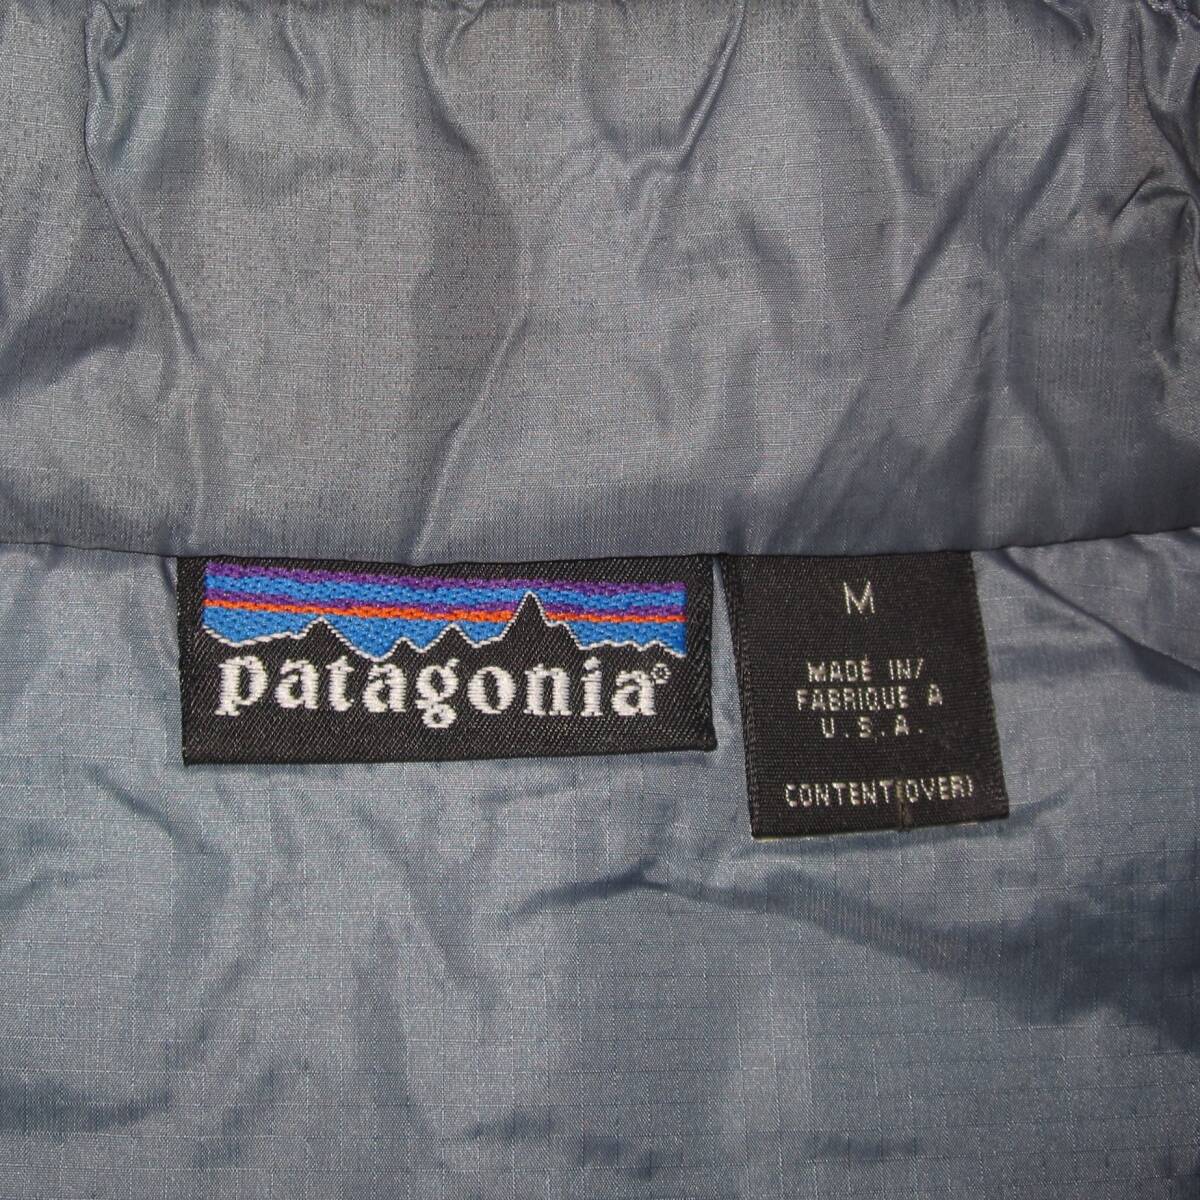 patagonia®
M
MADE IN/
FABRIQUE A
U.S.A.
CONTENT(OVER)